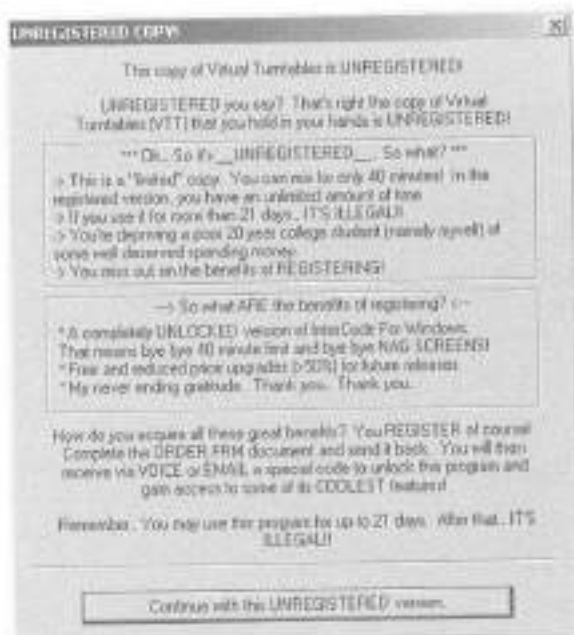 UNREGISTERED COPY!
This copy of Virtual Turntables is UNREGISTERED!
UNREGISTERED you say? That's right the copy of Virtual
Turntables (VTT) that you hold in your hands is UNREGISTERED!
*** Ok.. So it's __UNREGISTERED__. So what? ***
-> This is a "limited" copy. You can mix for only 40 minutes! In the
registered version, you have an unlimited amount of time
-> If you use it for more than 21 days.. IT'S ILLEGAL!!
-> You're depriving a poor 20 year college student (namely myself) of
some well deserved spending money.
-> You miss out on the benefits of REGISTERING!
--> So what ARE the benefits of registering? <--
* A completely UNLOCKED version of InterCode For Windows.
That means bye bye 40 minute limit and bye bye NAG SCREENS!
* Free and reduced price upgrades (>50%) for future releases
* My never ending gratitude. Thank you. Thank you.
How do you acquire all these great benefits? You REGISTER of course!
Complete the ORDER.FRM document and send it back. You will then
receive via VOICE or EMAIL a special code to unlock this program and
gain access to some of its COOLEST features!
Remember.. You may use this program for up to 21 days. After that.. IT'S
ILLEGAL!!
Continue with this UNREGISTERED version.